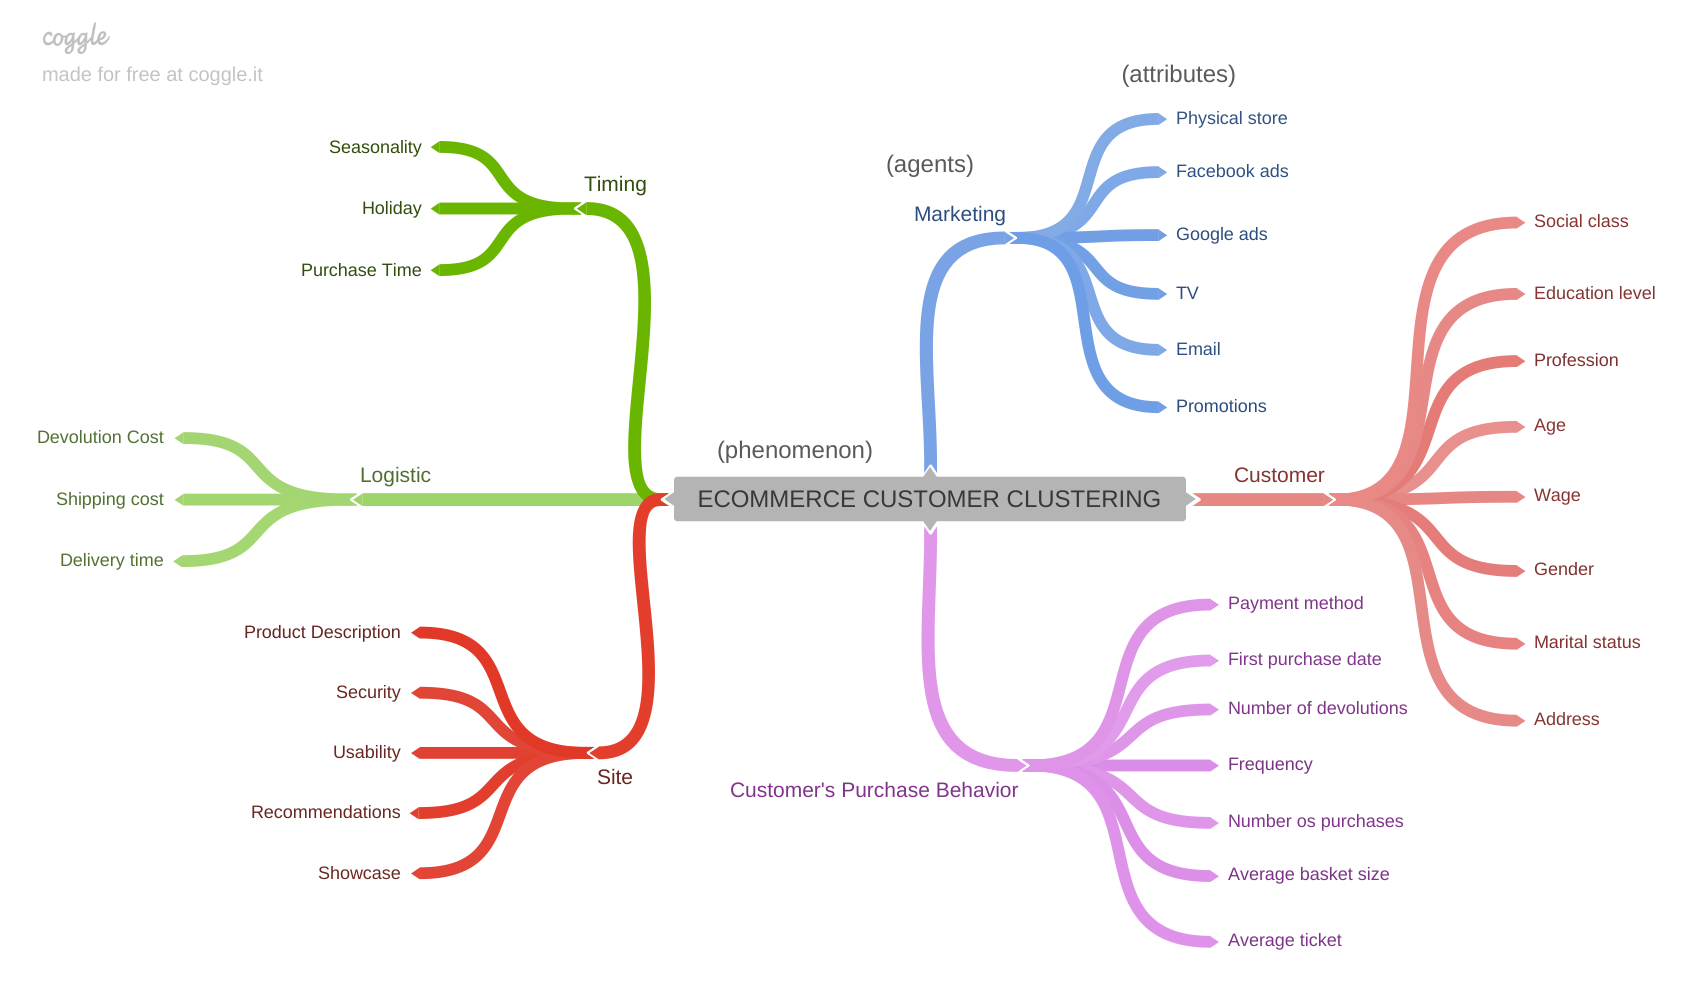 coggle
made for free at coggle.it
(attributes)
(agents)
(phenomenon)
ECOMMERCE CUSTOMER CLUSTERING
Timing
Seasonality
Holiday
Purchase Time
Logistic
Devolution Cost
Shipping cost
Delivery time
Site
Product Description
Security
Usability
Recommendations
Showcase
Marketing
Physical store
Facebook ads
Google ads
TV
Email
Promotions
Customer
Social class
Education level
Profession
Age
Wage
Gender
Marital status
Address
Customer's Purchase Behavior
Payment method
First purchase date
Number of devolutions
Frequency
Number os purchases
Average basket size
Average ticket